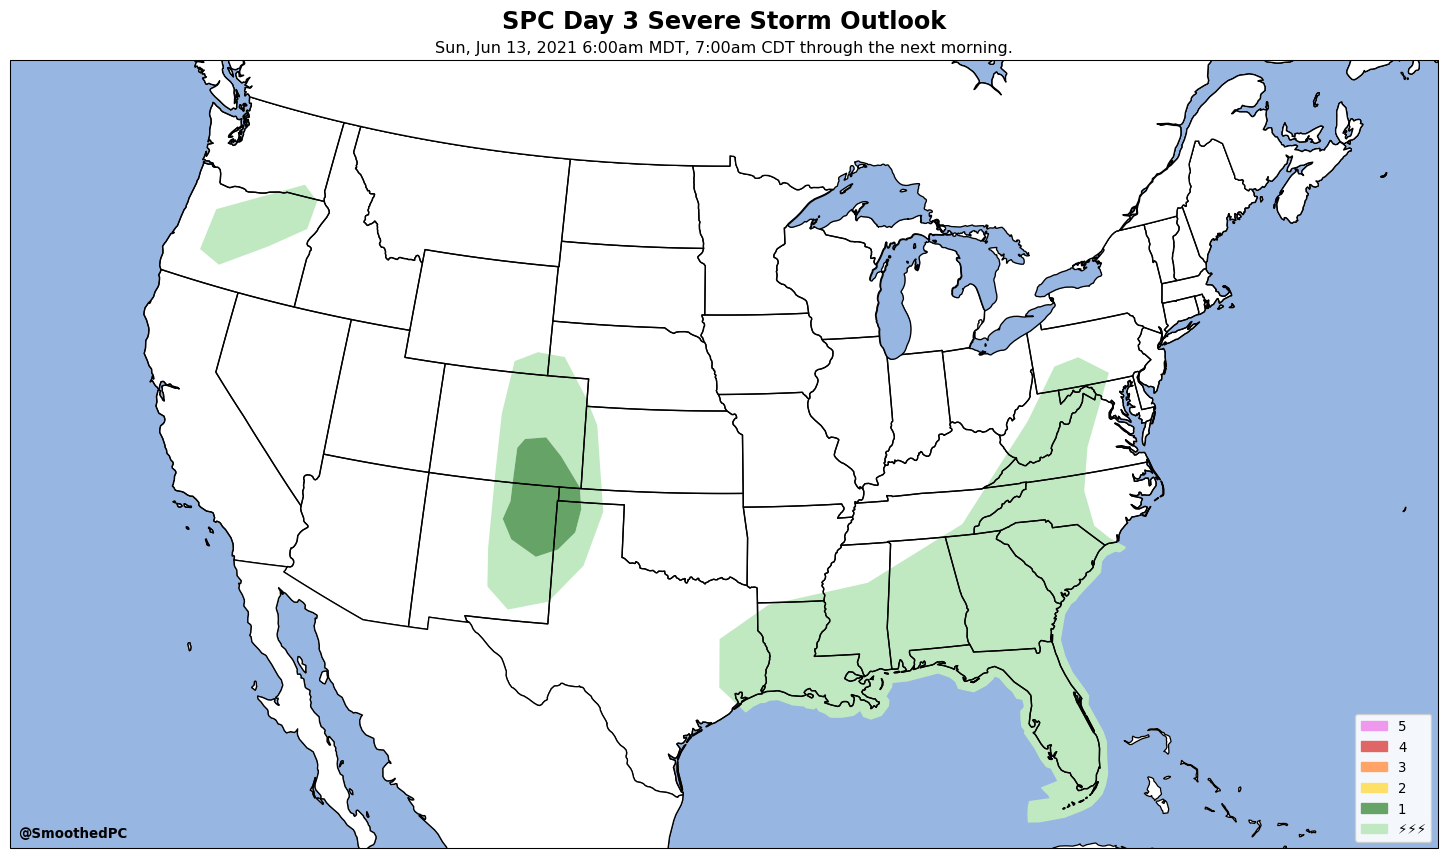 SPC Day 3 Severe Storm Outlook
Sun, Jun 13, 2021 6:00am MDT, 7:00am CDT through the next morning.
5
4
3
2
1
⚡⚡⚡
@SmoothedPC